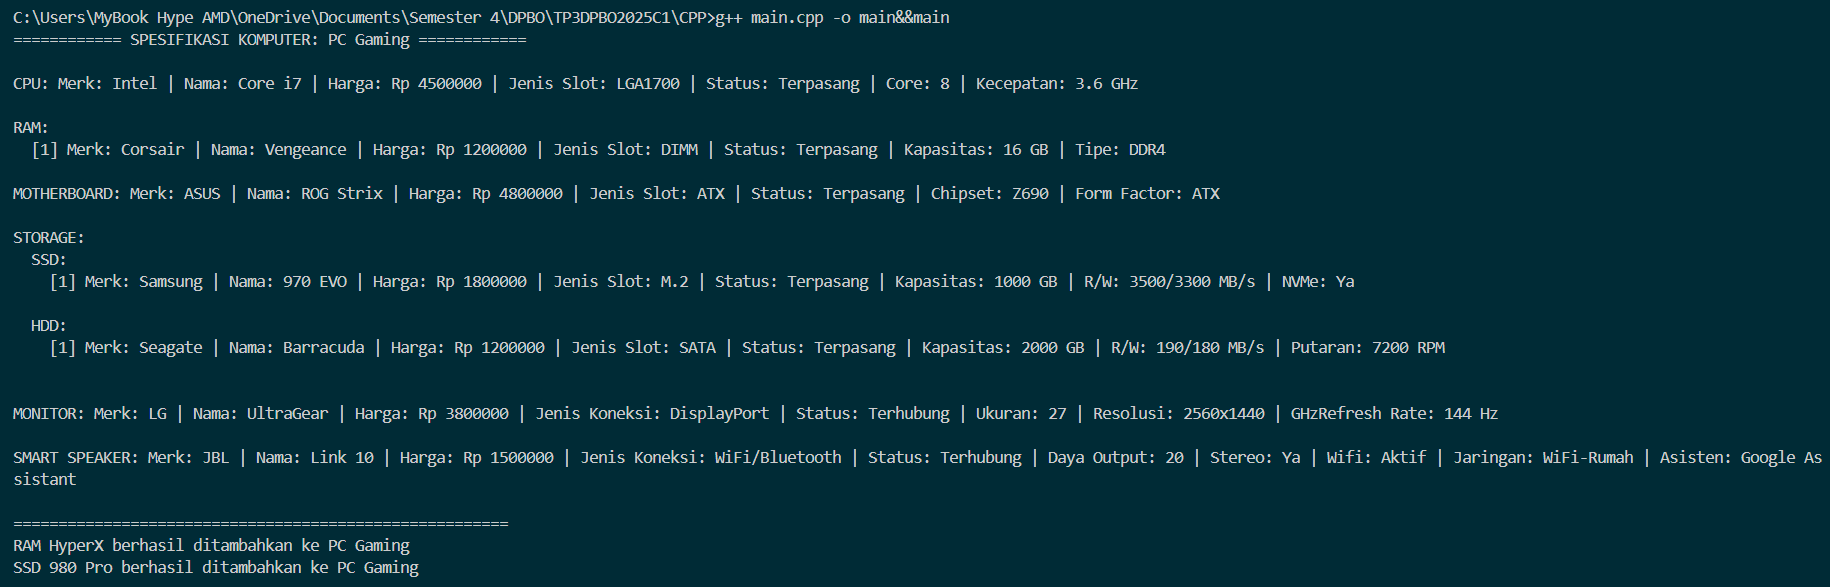 C:\Users\MyBook Hype AMD\OneDrive\Documents\Semester 4\DPBO\TP3DPBO2025C1\CPP>g++ main.cpp -o main&&main
============ SPESIFIKASI KOMPUTER: PC Gaming ============
CPU: Merk: Intel | Nama: Core i7 | Harga: Rp 4500000 | Jenis Slot: LGA1700 | Status: Terpasang | Core: 8 | Kecepatan: 3.6 GHz
RAM:
[1] Merk: Corsair | Nama: Vengeance | Harga: Rp 1200000 | Jenis Slot: DIMM | Status: Terpasang | Kapasitas: 16 GB | Tipe: DDR4
MOTHERBOARD: Merk: ASUS | Nama: ROG Strix | Harga: Rp 4800000 | Jenis Slot: ATX | Status: Terpasang | Chipset: Z690 | Form Factor: ATX
STORAGE:
SSD:
[1] Merk: Samsung | Nama: 970 EVO | Harga: Rp 1800000 | Jenis Slot: M.2 | Status: Terpasang | Kapasitas: 1000 GB | R/W: 3500/3300 MB/s | NVMe: Ya
HDD:
[1] Merk: Seagate | Nama: Barracuda | Harga: Rp 1200000 | Jenis Slot: SATA | Status: Terpasang | Kapasitas: 2000 GB | R/W: 190/180 MB/s | Putaran: 7200 RPM
MONITOR: Merk: LG | Nama: UltraGear | Harga: Rp 3800000 | Jenis Koneksi: DisplayPort | Status: Terhubung | Ukuran: 27 | Resolusi: 2560x1440 | GHzRefresh Rate: 144 Hz
SMART SPEAKER: Merk: JBL | Nama: Link 10 | Harga: Rp 1500000 | Jenis Koneksi: WiFi/Bluetooth | Status: Terhubung | Daya Output: 20 | Stereo: Ya | Wifi: Aktif | Jaringan: WiFi-Rumah | Asisten: Google As
sistant
=======================================================
RAM HyperX berhasil ditambahkan ke PC Gaming
SSD 980 Pro berhasil ditambahkan ke PC Gaming